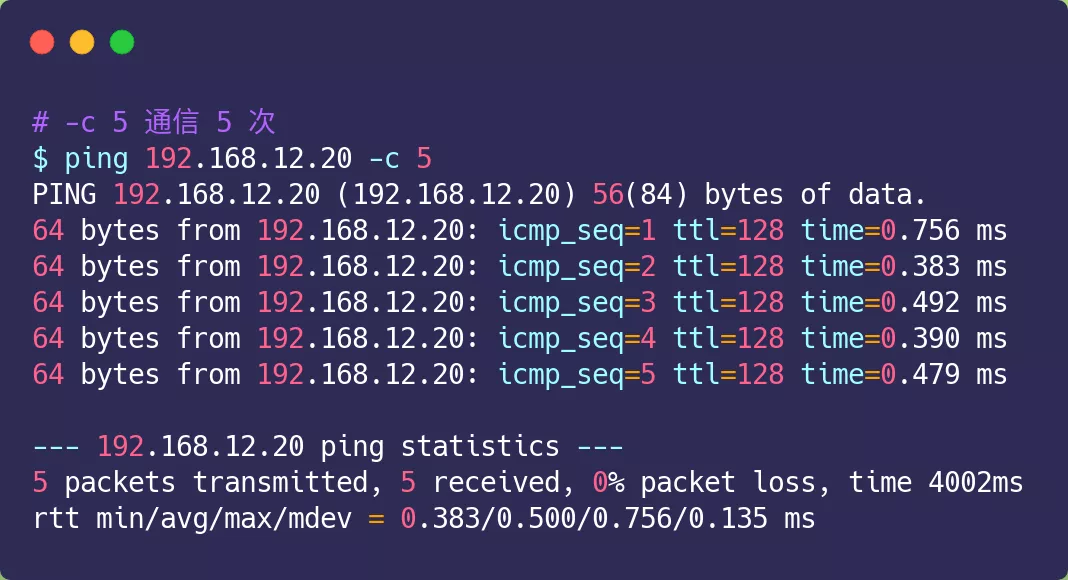 # -c 5 通信 5 次
$ ping 192.168.12.20 -c 5
PING 192.168.12.20 (192.168.12.20) 56(84) bytes of data.
64 bytes from 192.168.12.20: icmp_seq=1 ttl=128 time=0.756 ms
64 bytes from 192.168.12.20: icmp_seq=2 ttl=128 time=0.383 ms
64 bytes from 192.168.12.20: icmp_seq=3 ttl=128 time=0.492 ms
64 bytes from 192.168.12.20: icmp_seq=4 ttl=128 time=0.390 ms
64 bytes from 192.168.12.20: icmp_seq=5 ttl=128 time=0.479 ms
--- 192.168.12.20 ping statistics ---
5 packets transmitted, 5 received, 0% packet loss, time 4002ms
rtt min/avg/max/mdev = 0.383/0.500/0.756/0.135 ms